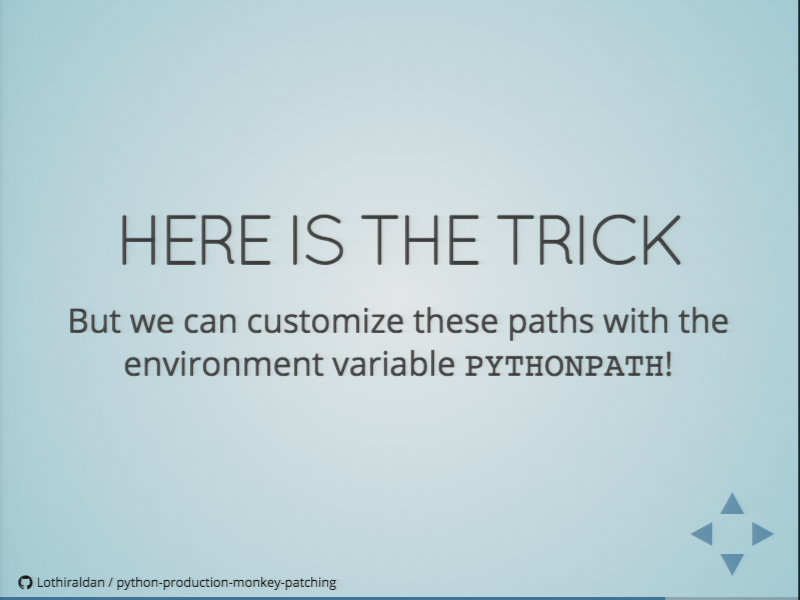 HERE IS THE TRICK
But we can customize these paths with the
environment variable PYTHONPATH!
Lothiraldan / python-production-monkey-patching